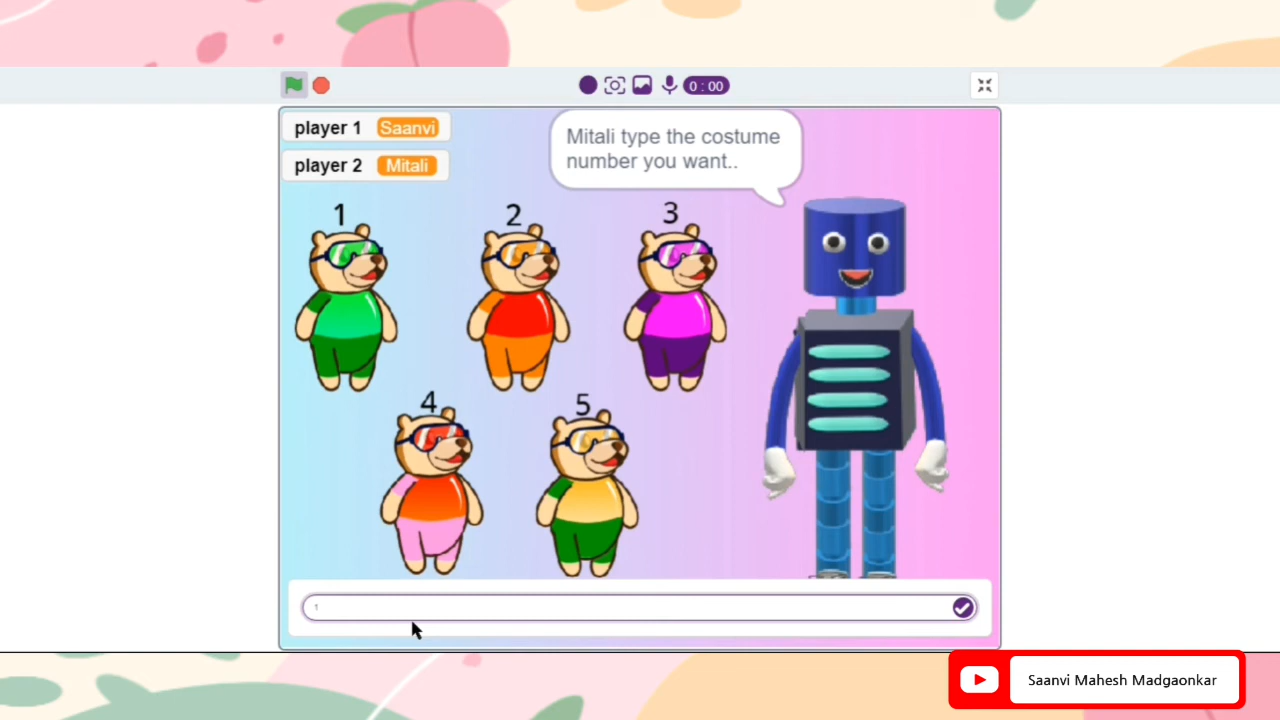 0 : 00
player 1 Saanvi
player 2 Mitali
Mitali type the costume
number you want..
1
2
3
4
5
1
Saanvi Mahesh Madgaonkar